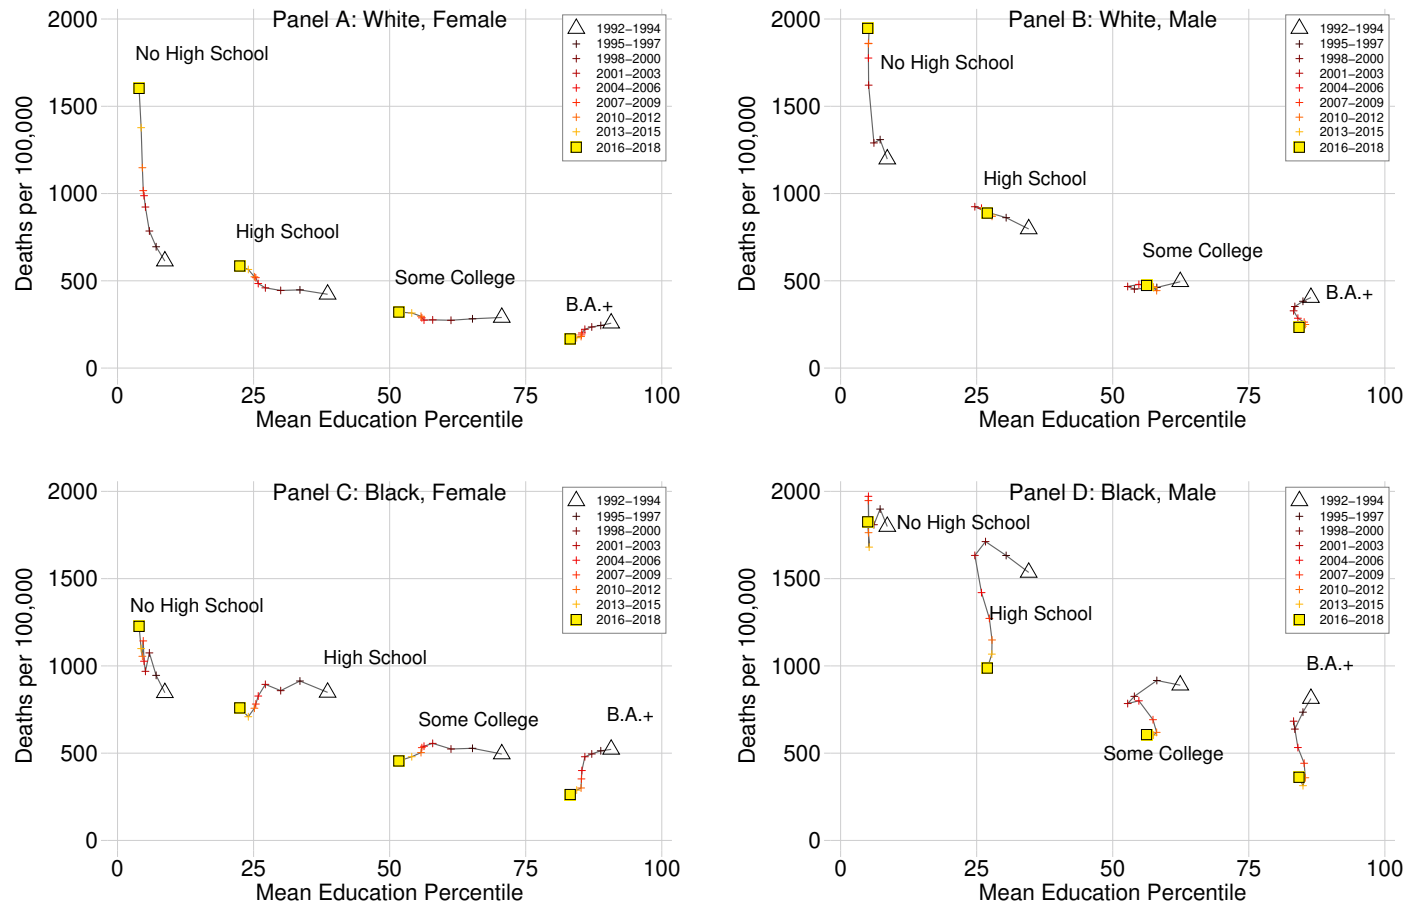 Panel A: White, Female
2000
1500
1000
500
0
Deaths per 100,000
No High School
High School
Some College
B.A.+
1992−1994
1995−1997
1998−2000
2001−2003
2004−2006
2007−2009
2010−2012
2013−2015
2016−2018
0 25 50 75 100
Mean Education Percentile
Panel B: White, Male
2000
1500
1000
500
0
Deaths per 100,000
No High School
High School
Some College
B.A.+
1992−1994
1995−1997
1998−2000
2001−2003
2004−2006
2007−2009
2010−2012
2013−2015
2016−2018
0 25 50 75 100
Mean Education Percentile
Panel C: Black, Female
2000
1500
1000
500
0
Deaths per 100,000
No High School
High School
Some College
B.A.+
1992−1994
1995−1997
1998−2000
2001−2003
2004−2006
2007−2009
2010−2012
2013−2015
2016−2018
0 25 50 75 100
Mean Education Percentile
Panel D: Black, Male
2000
1500
1000
500
0
Deaths per 100,000
No High School
High School
Some College
B.A.+
1992−1994
1995−1997
1998−2000
2001−2003
2004−2006
2007−2009
2010−2012
2013−2015
2016−2018
0 25 50 75 100
Mean Education Percentile